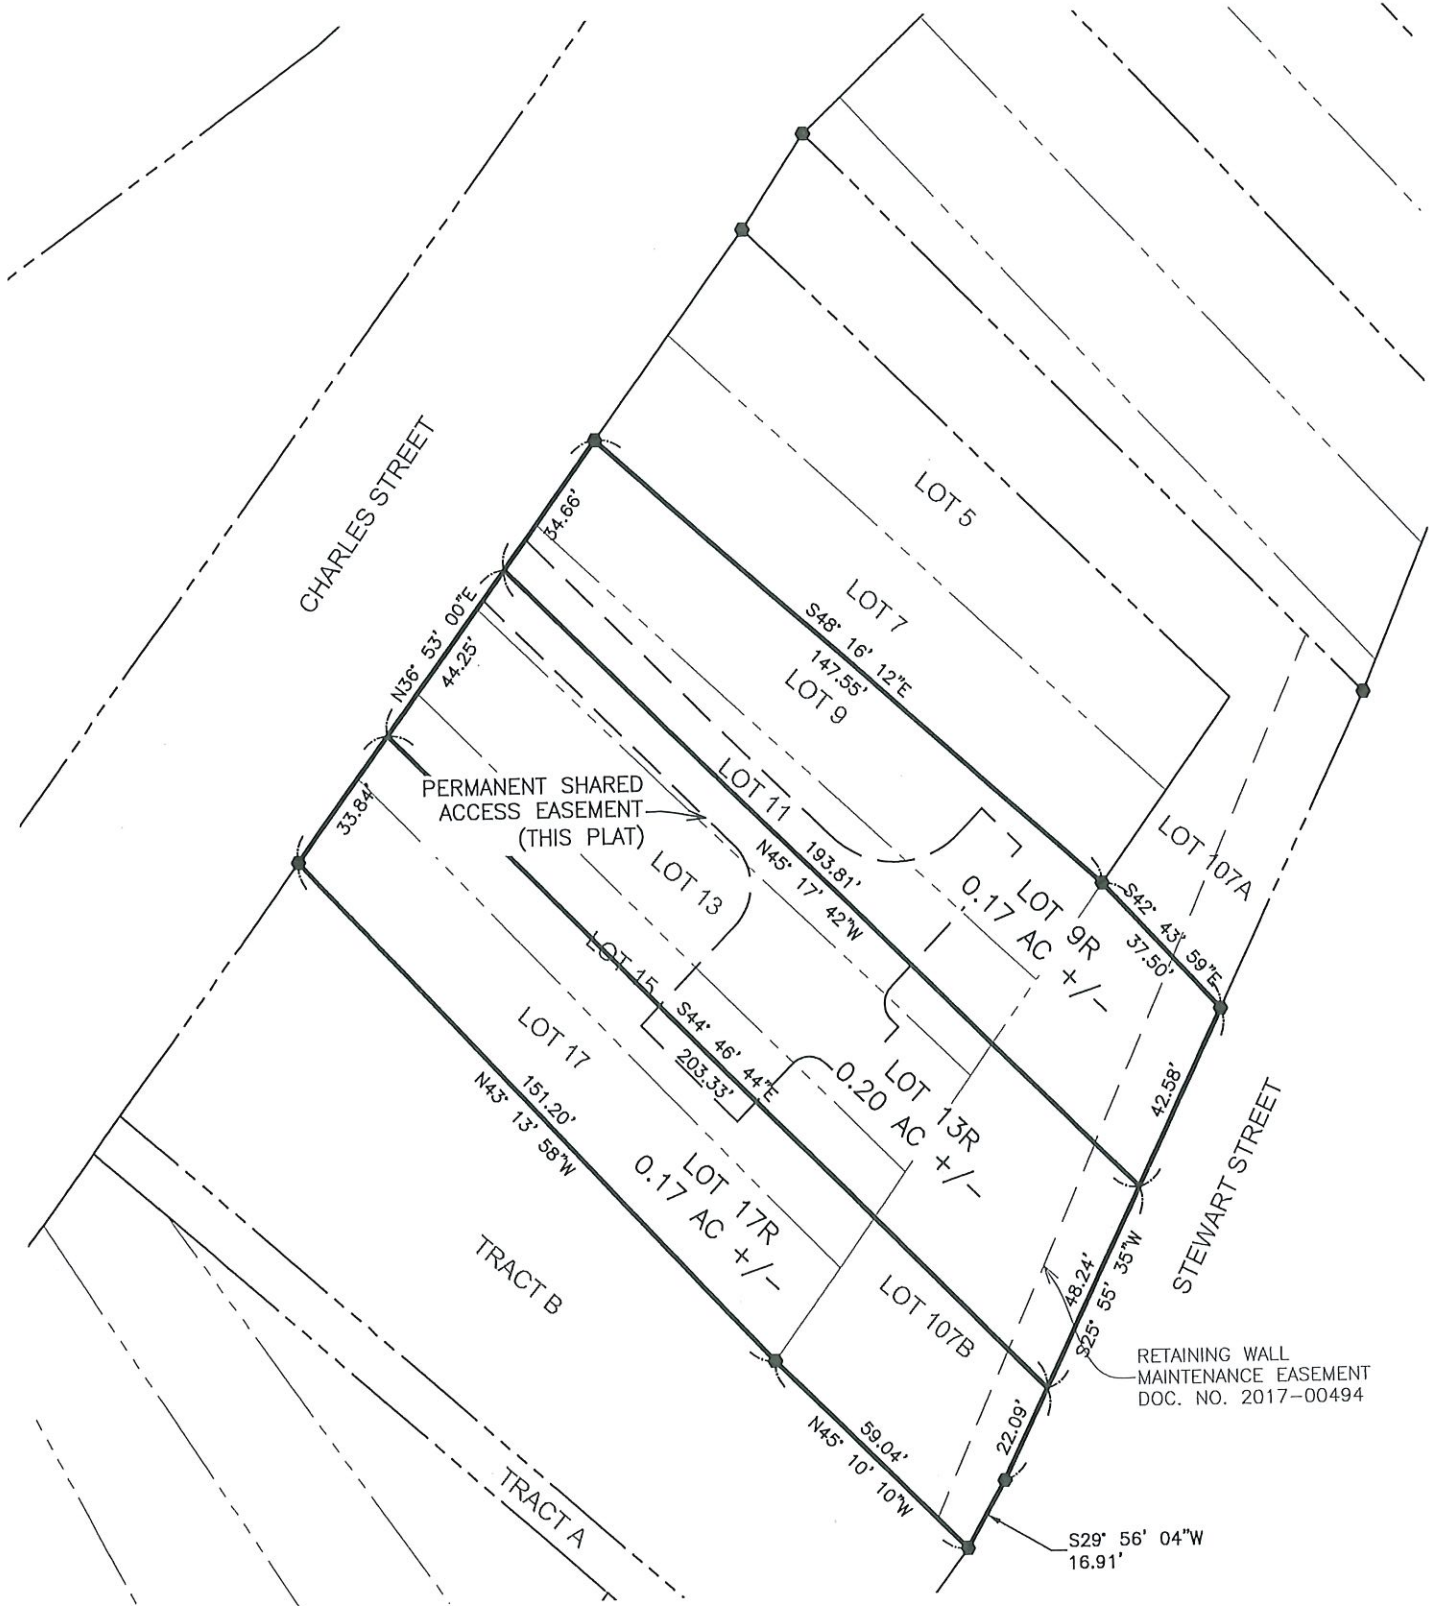 CHARLES STREET
LOT 5
LOT 7
34.66'
S48° 16' 12"E
147.55'
LOT 9
N36° 53' 00"E
44.25'
PERMANENT SHARED
ACCESS EASEMENT
(THIS PLAT)
33.84'
LOT 11
193.81'
N45° 17' 42"W
LOT 13
LOT 107A
LOT 9R
0.17 AC +/-
S42° 43' 59"E
37.50'
LOT 15
LOT 17
S44° 46' 44"E
203.33'
LOT 13R
0.20 AC +/-
42.58'
STEWART STREET
151.20'
N43° 13' 58"W
LOT 17R
0.17 AC +/-
TRACT B
LOT 107B
48.24'
S25° 55' 35"W
RETAINING WALL
MAINTENANCE EASEMENT
DOC. NO. 2017-00494
22.09'
59.04'
N45° 10' 10"W
TRACT A
S29° 56' 04"W
16.91'